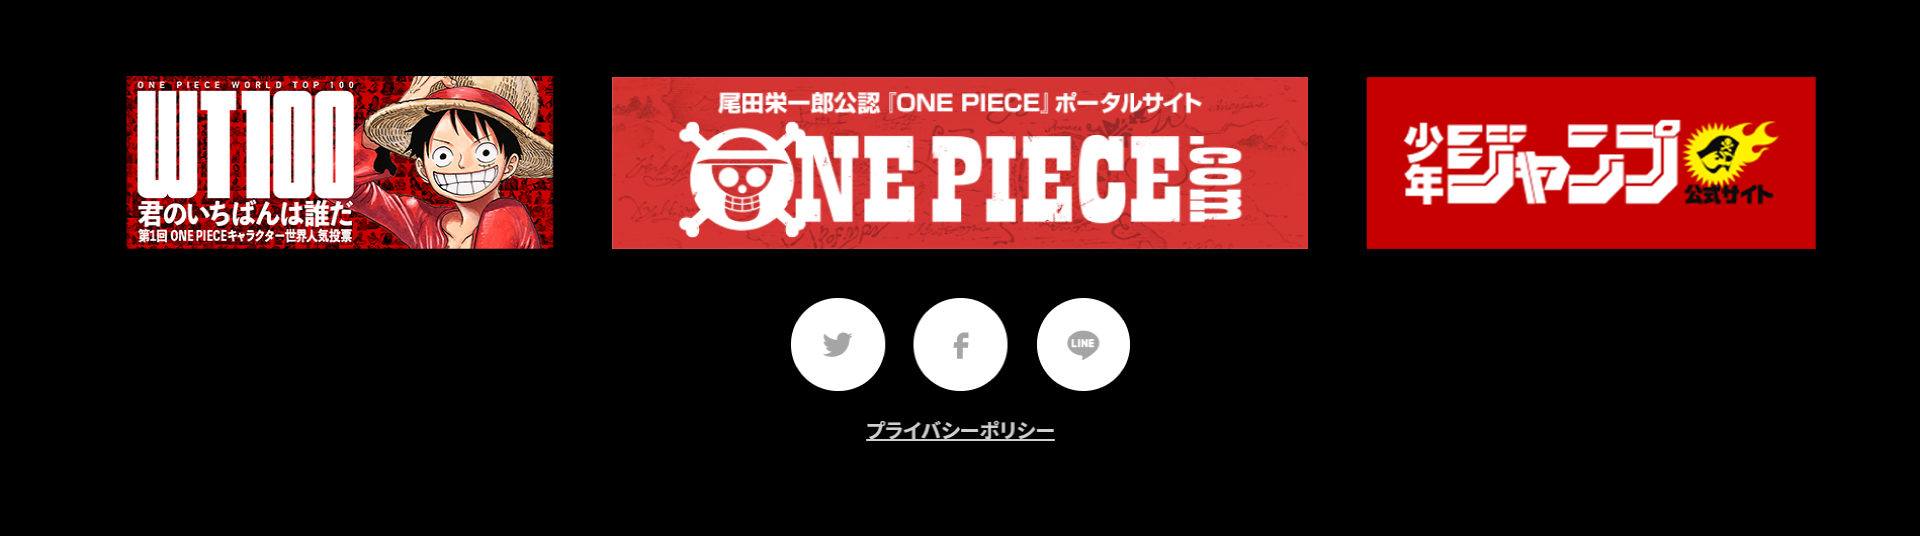 ONE PIECE WORLD TOP 100
WT100
君のいちばんは誰だ
第1回 ONE PIECEキャラクター世界人気投票
尾田栄一郎公認『ONE PIECE』ポータルサイト
ONE PIECE.com
少年ジャンプ
公式サイト
LINE
プライバシーポリシー